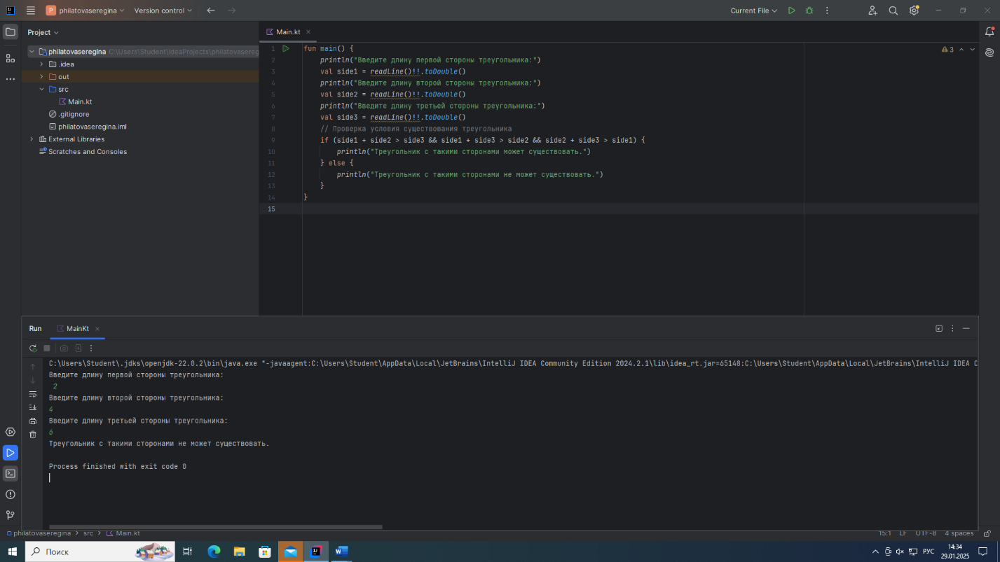 P philatovaseregina Version control Current File
Project
Main.kt
philatovaseregina C:\Users\Student\IdeaProjects\philatovasereg
.idea
out
src
Main.kt
.gitignore
philatovaseregina.iml
External Libraries
Scratches and Consoles
3
1 fun main() {
2 println("Введите длину первой стороны треугольника:")
3 val side1 = readLine()!!.toDouble()
4 println("Введите длину второй стороны треугольника:")
5 val side2 = readLine()!!.toDouble()
6 println("Введите длину третьей стороны треугольника:")
7 val side3 = readLine()!!.toDouble()
8 // Проверка условия существования треугольника
9 if (side1 + side2 > side3 && side1 + side3 > side2 && side2 + side3 > side1) {
10 println("Треугольник с такими сторонами может существовать.")
11 } else {
12 println("Треугольник с такими сторонами не может существовать.")
13 }
14 }
15
Run MainKt
C:\Users\Student\.jdks\openjdk-22.0.2\bin\java.exe "-javaagent:C:\Users\Student\AppData\Local\JetBrains\IntelliJ IDEA Community Edition 2024.2.1\lib\idea_rt.jar=65148:C:\Users\Student\AppData\Local\JetBrains\IntelliJ IDEA C
Введите длину первой стороны треугольника:
2
Введите длину второй стороны треугольника:
4
Введите длину третьей стороны треугольника:
6
Треугольник с такими сторонами не может существовать.
Process finished with exit code 0
philatovaseregina > src > Main.kt
15:1 LF UTF-8 4 spaces
Поиск
РУС
14:34
29.01.2025